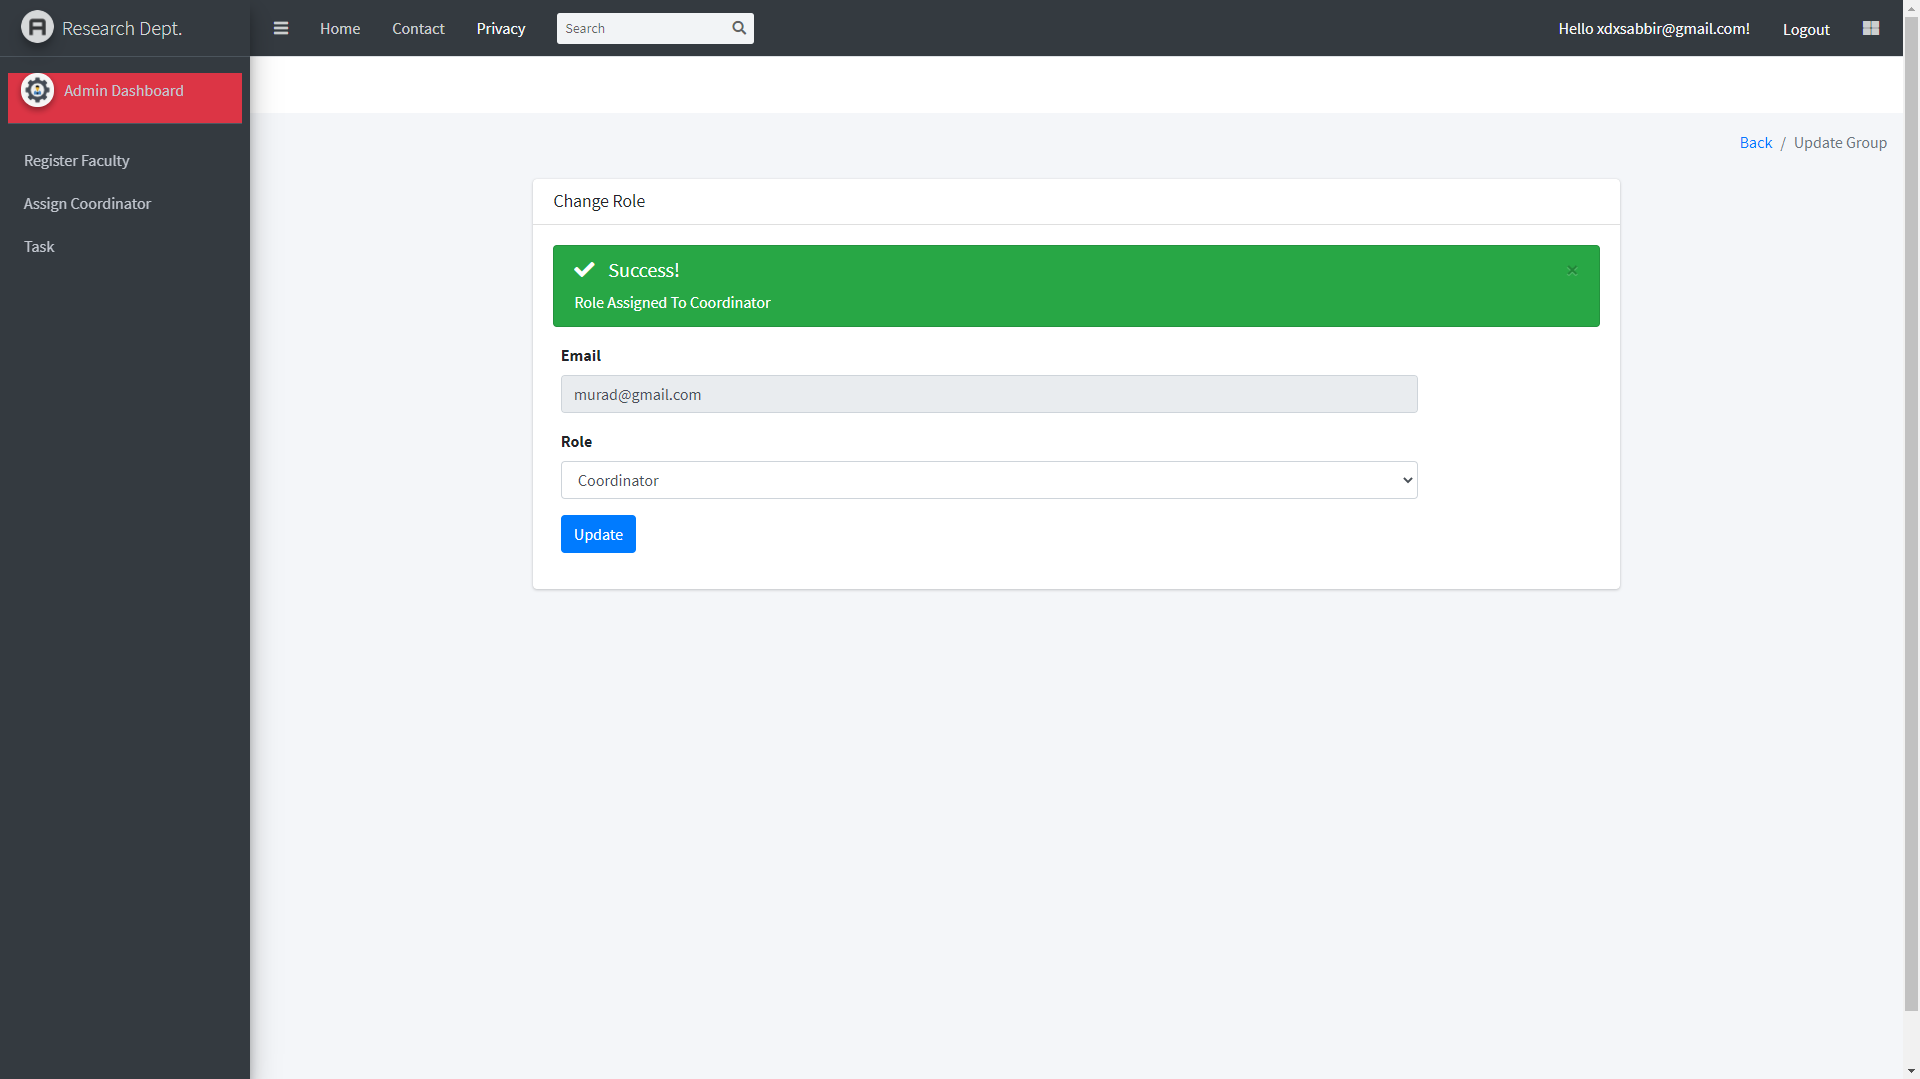 Research Dept.
Home
Contact
Privacy
Search
Hello xdxsabbir@gmail.com!
Logout
Admin Dashboard
Register Faculty
Assign Coordinator
Task
Back / Update Group
Change Role
Success!
×
Role Assigned To Coordinator
Email
murad@gmail.com
Role
Coordinator
Update